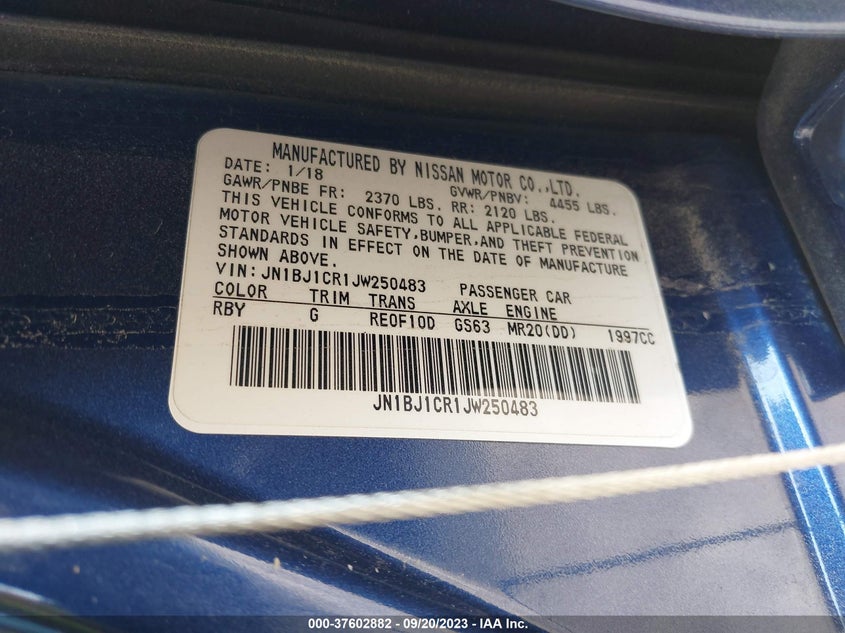 MANUFACTURED BY NISSAN MOTOR CO.,LTD.
DATE: 1/18 GVWR/PNBV: 4455 LBS.
GAWR/PNBE FR: 2370 LBS. RR: 2120 LBS.
THIS VEHICLE CONFORMS TO ALL APPLICABLE FEDERAL
MOTOR VEHICLE SAFETY,BUMPER,AND THEFT PREVENTION
STANDARDS IN EFFECT ON THE DATE OF MANUFACTURE
SHOWN ABOVE.
VIN: JN1BJ1CR1JW250483 PASSENGER CAR
COLOR TRIM TRANS AXLE ENGINE
RBY G RE0F10D GS63 MR20(DD) 1997CC
JN1BJ1CR1JW250483
000-37602882 - 09/20/2023 - IAA Inc.